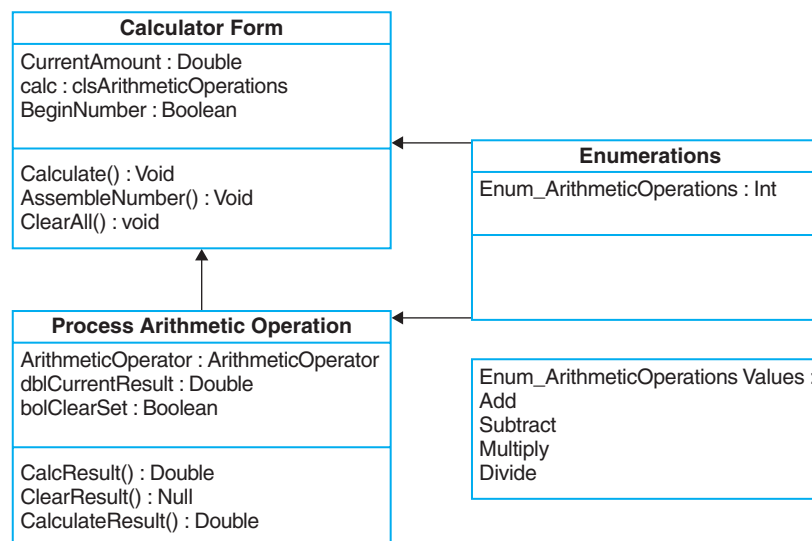 Calculator Form
CurrentAmount : Double
calc : clsArithmeticOperations
BeginNumber : Boolean
Calculate() : Void
AssembleNumber() : Void
ClearAll() : void
Enumerations
Enum_ArithmeticOperations : Int
Process Arithmetic Operation
ArithmeticOperator : ArithmeticOperator
dblCurrentResult : Double
bolClearSet : Boolean
CalcResult() : Double
ClearResult() : Null
CalculateResult() : Double
Enum_ArithmeticOperations Values :
Add
Subtract
Multiply
Divide